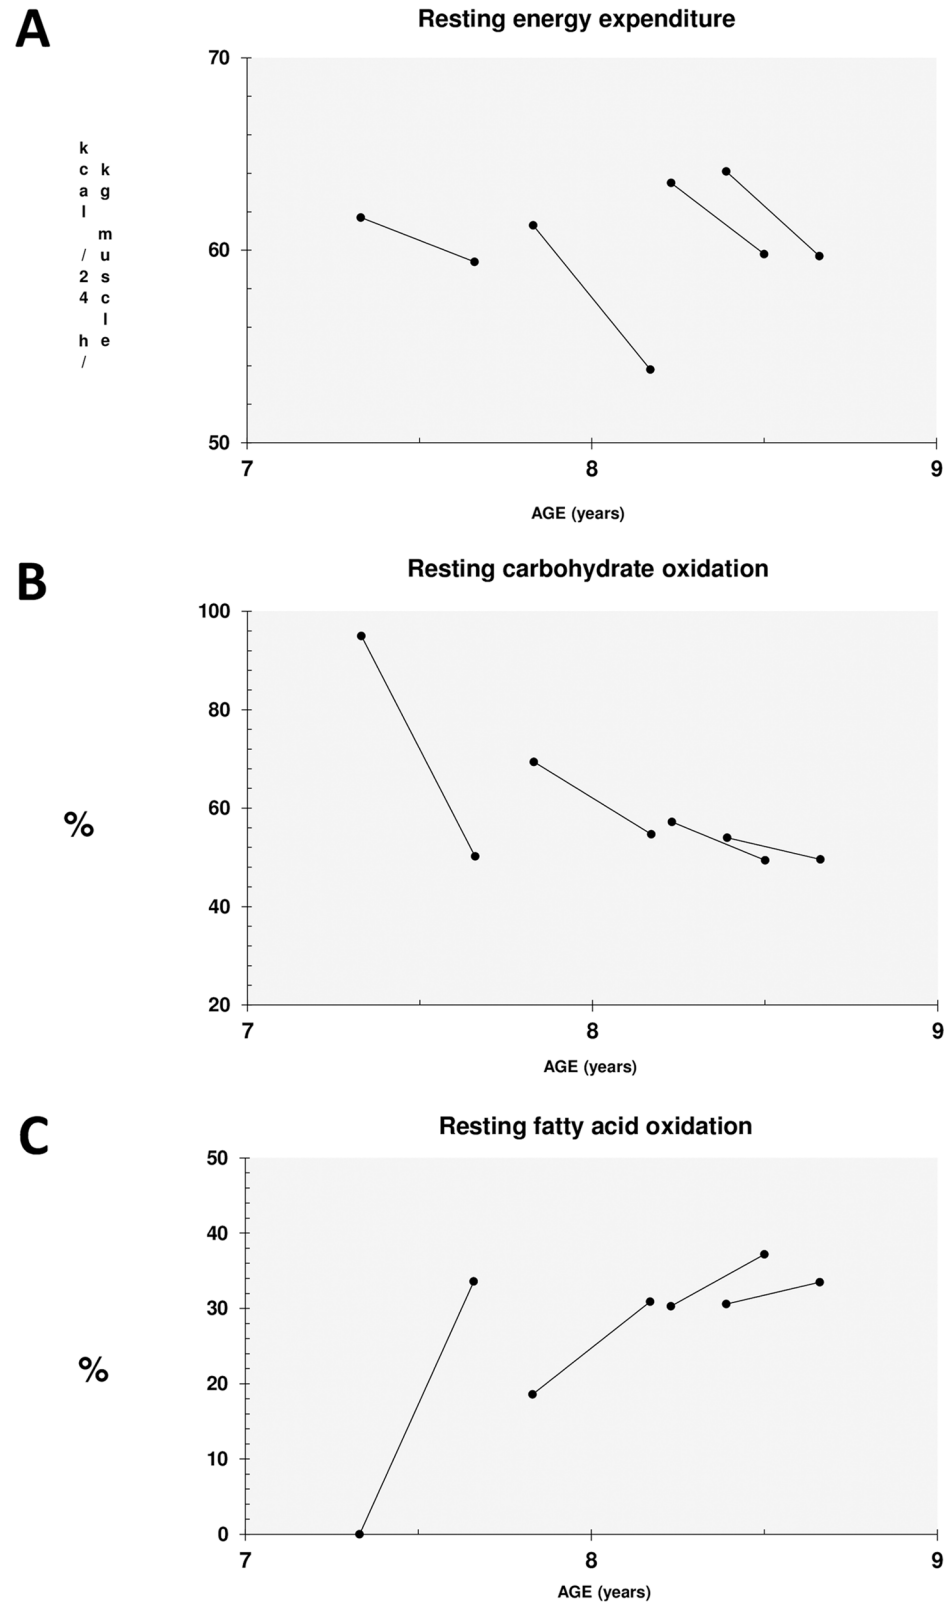 A
Resting energy expenditure
70
60
50
kcal/24 h/
kg muscle
7 8 9
AGE (years)
B
Resting carbohydrate oxidation
100
80
60
40
20
%
7 8 9
AGE (years)
C
Resting fatty acid oxidation
50
40
30
20
10
0
%
7 8 9
AGE (years)